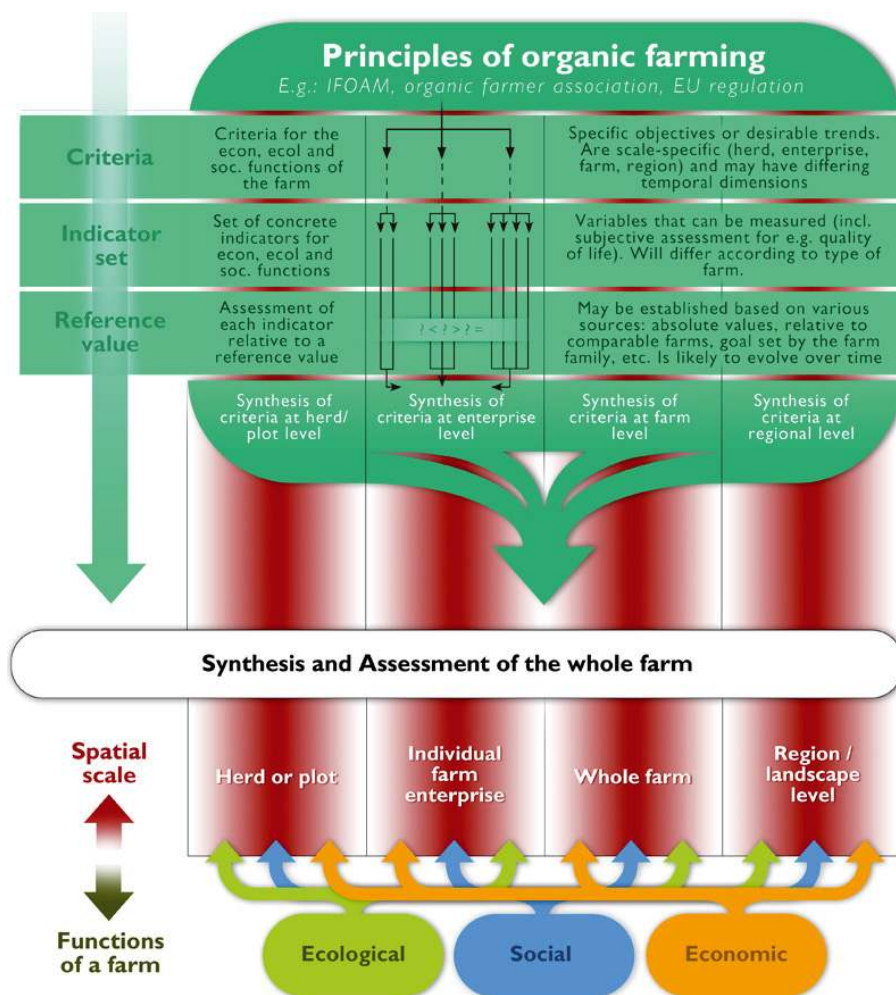 Principles of organic farming
E.g.: IFOAM, organic farmer association, EU regulation
Criteria
Criteria for the
econ, ecol and
soc. functions of
the farm
Specific objectives or desirable trends.
Are scale-specific (herd, enterprise,
farm, region) and may have differing
temporal dimensions
Indicator
set
Set of concrete
indicators for
econ, ecol and
soc. functions
Variables that can be measured (incl.
subjective assessment for e.g. quality
of life). Will differ according to type of
farm.
Reference
value
Assessment of
each indicator
relative to a
reference value
? < ? > ? =
May be established based on various
sources: absolute values, relative to
comparable farms, goal set by the farm
family, etc. Is likely to evolve over time
Synthesis of
criteria at herd/
plot level
Synthesis of
criteria at enterprise
level
Synthesis of
criteria at farm
level
Synthesis of
criteria at
regional level
Synthesis and Assessment of the whole farm
Spatial
scale
Herd or plot
Individual
farm
enterprise
Whole farm
Region /
landscape
level
Functions
of a farm
Ecological
Social
Economic